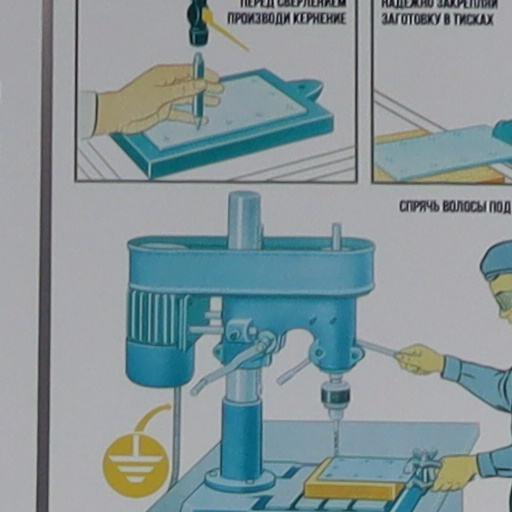 ПЕРЕД СВЕРЛЕНИЕМ
ПРОИЗВОДИ КЕРНЕНИЕ
НАДЕЖНО ЗАКРЕПЛЯЙ
ЗАГОТОВКУ В ТИСКАХ
СПРЯЧЬ ВОЛОСЫ ПОД